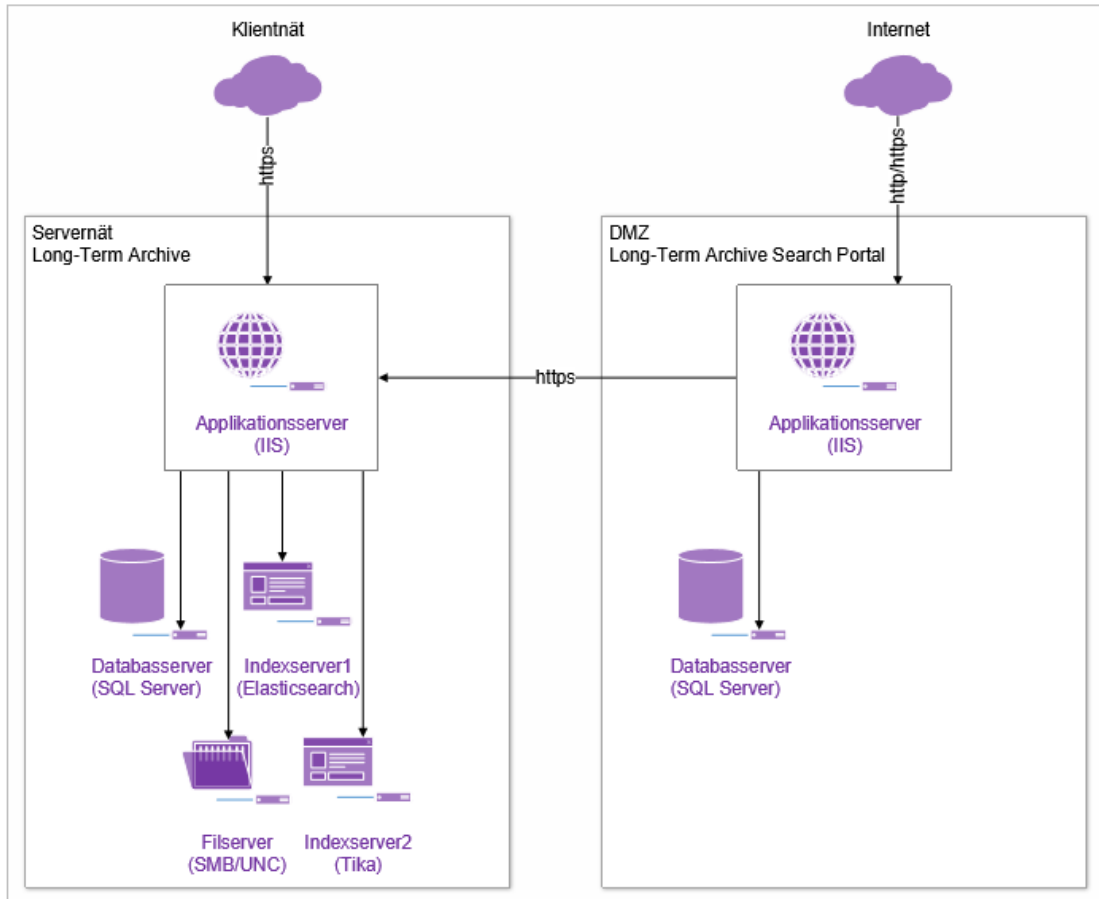 Klientnät
Internet
https
http/https
Servernät
Long-Term Archive
DMZ
Long-Term Archive Search Portal
Applikationsserver
(IIS)
https
Applikationsserver
(IIS)
Databasserver
(SQL Server)
Indexserver1
(Elasticsearch)
Databasserver
(SQL Server)
Filserver
(SMB/UNC)
Indexserver2
(Tika)